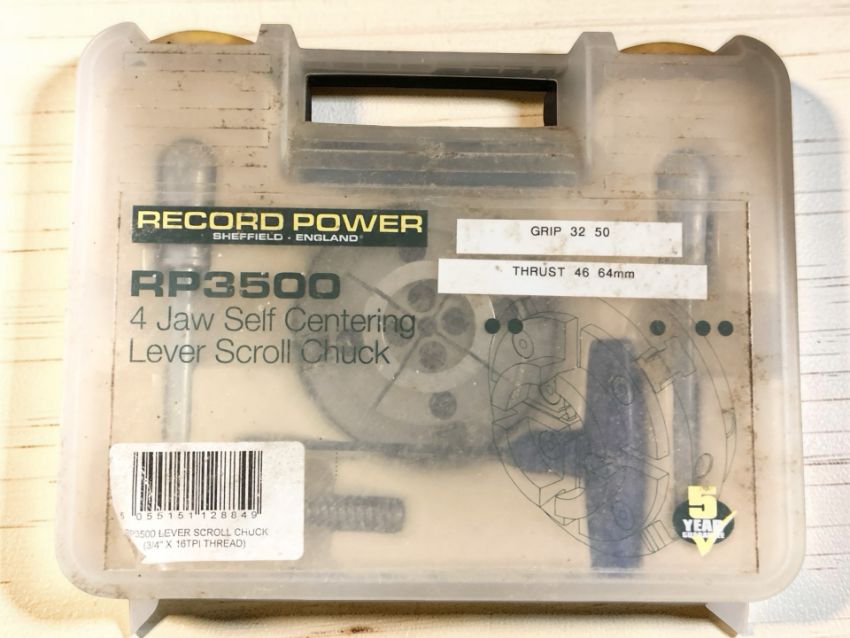 RECORD POWER
SHEFFIELD · ENGLAND
GRIP 32 50
THRUST 46 64mm
RP3500
4 Jaw Self Centering
Lever Scroll Chuck
5 055151 128849
RP3500 LEVER SCROLL CHUCK
(3/4" X 16TPI THREAD)
5
YEAR
GUARANTEE